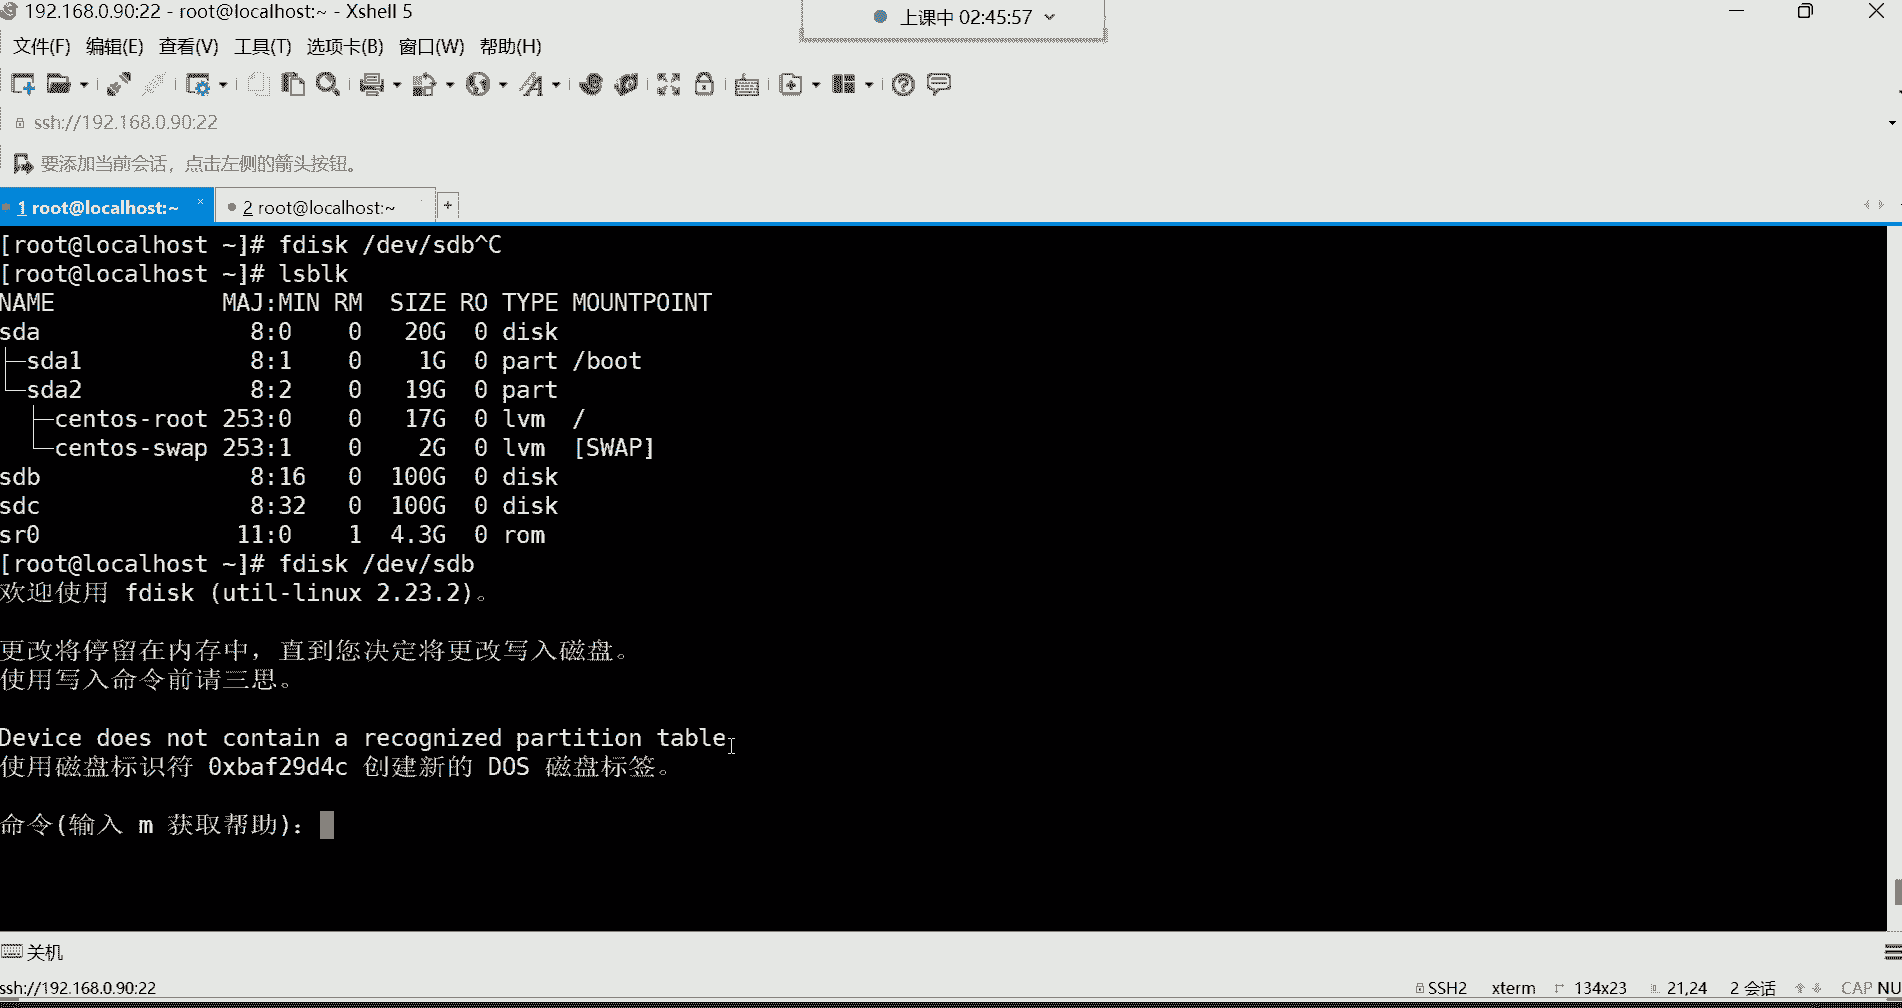 192.168.0.90:22 - root@localhost:~ - Xshell 5
上课中 02:45:57
文件(F) 编辑(E) 查看(V) 工具(T) 选项卡(B) 窗口(W) 帮助(H)
ssh://192.168.0.90:22
要添加当前会话，点击左侧的箭头按钮。
1 root@localhost:~ × 2 root@localhost:~ +
[root@localhost ~]# fdisk /dev/sdb^C
[root@localhost ~]# lsblk
NAME MAJ:MIN RM SIZE RO TYPE MOUNTPOINT
sda 8:0 0 20G 0 disk
├─sda1 8:1 0 1G 0 part /boot
└─sda2 8:2 0 19G 0 part
├─centos-root 253:0 0 17G 0 lvm /
└─centos-swap 253:1 0 2G 0 lvm [SWAP]
sdb 8:16 0 100G 0 disk
sdc 8:32 0 100G 0 disk
sr0 11:0 1 4.3G 0 rom
[root@localhost ~]# fdisk /dev/sdb
欢迎使用 fdisk (util-linux 2.23.2)。
更改将停留在内存中，直到您决定将更改写入磁盘。
使用写入命令前请三思。
Device does not contain a recognized partition table
使用磁盘标识符 0xbaf29d4c 创建新的 DOS 磁盘标签。
命令(输入 m 获取帮助)：
关机
ssh://192.168.0.90:22 SSH2 xterm 134x23 21,24 2 会话 CAP NU